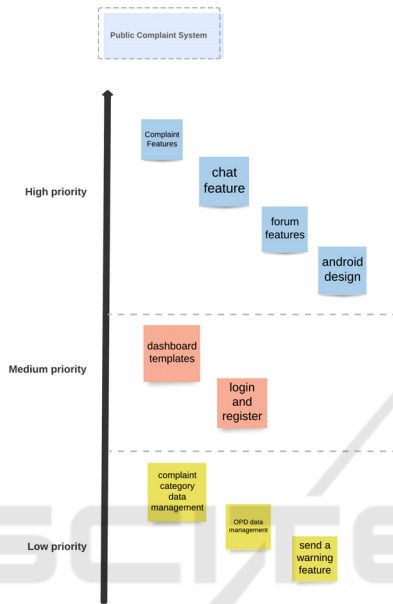 Public Complaint System
Complaint
Features
chat
feature
High priority
forum
features
android
design
dashboard
templates
Medium priority
login
and
register
complaint
category
data
management
OPD data
management
Low priority
send a
warning
feature
SCITE